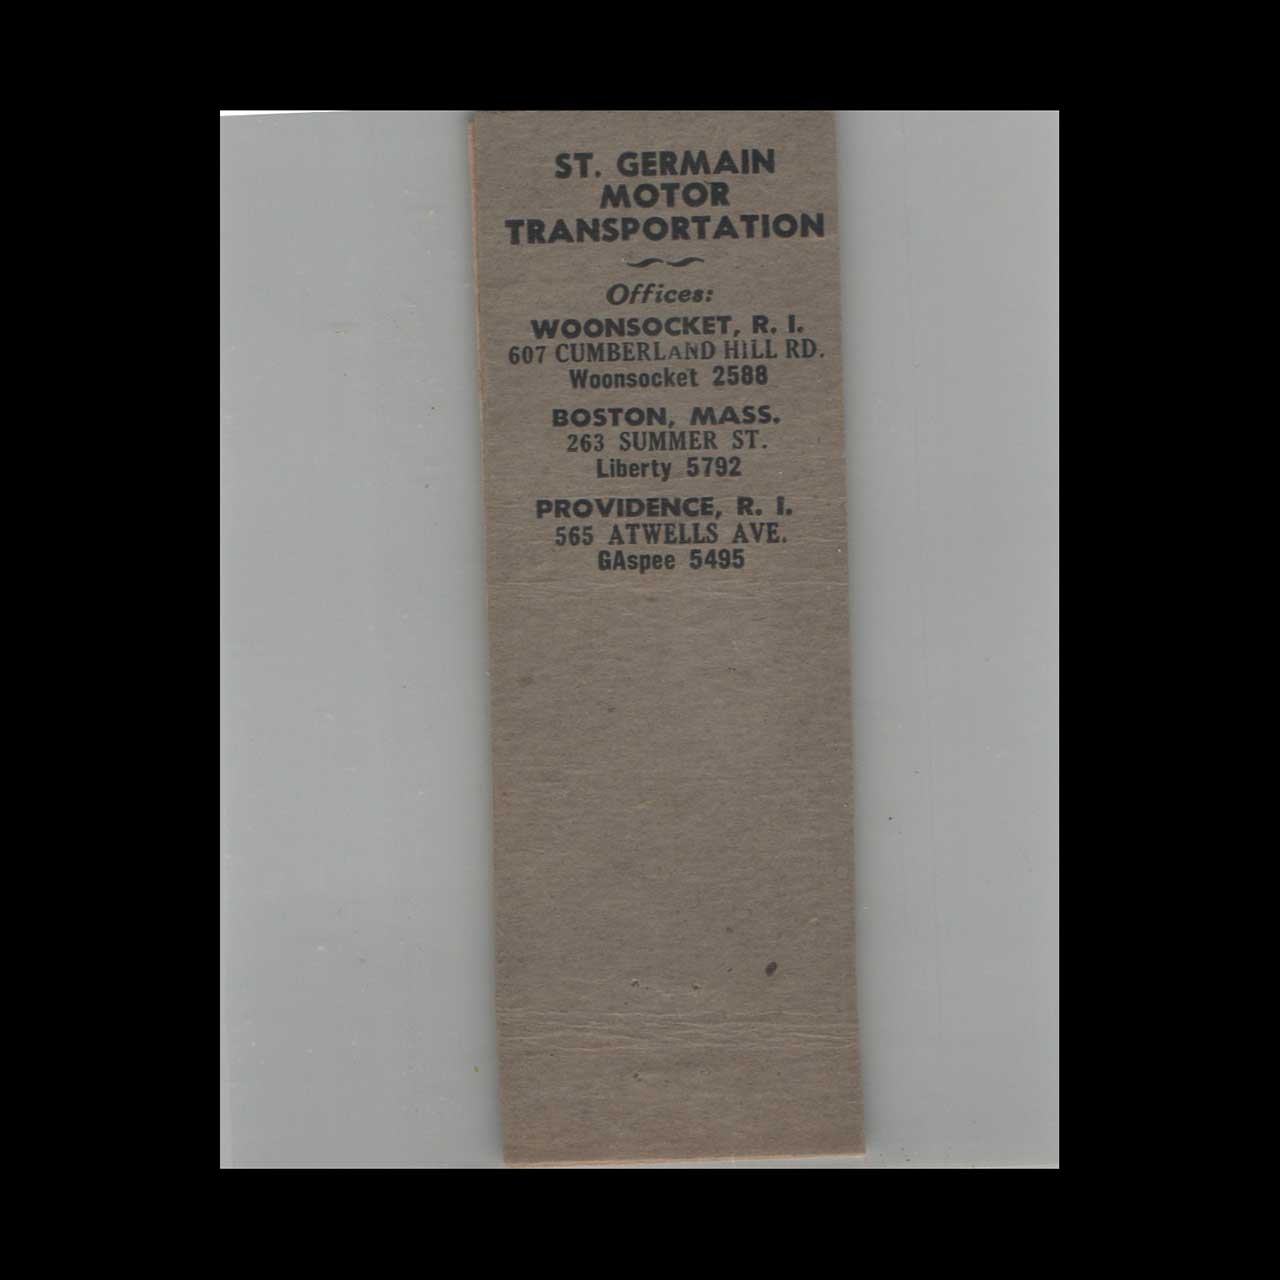 ST. GERMAIN
MOTOR
TRANSPORTATION
Offices:
WOONSOCKET, R. I.
607 CUMBERLAND HILL RD.
Woonsocket 2588
BOSTON, MASS.
263 SUMMER ST.
Liberty 5792
PROVIDENCE, R. I.
565 ATWELLS AVE.
GAspee 5495